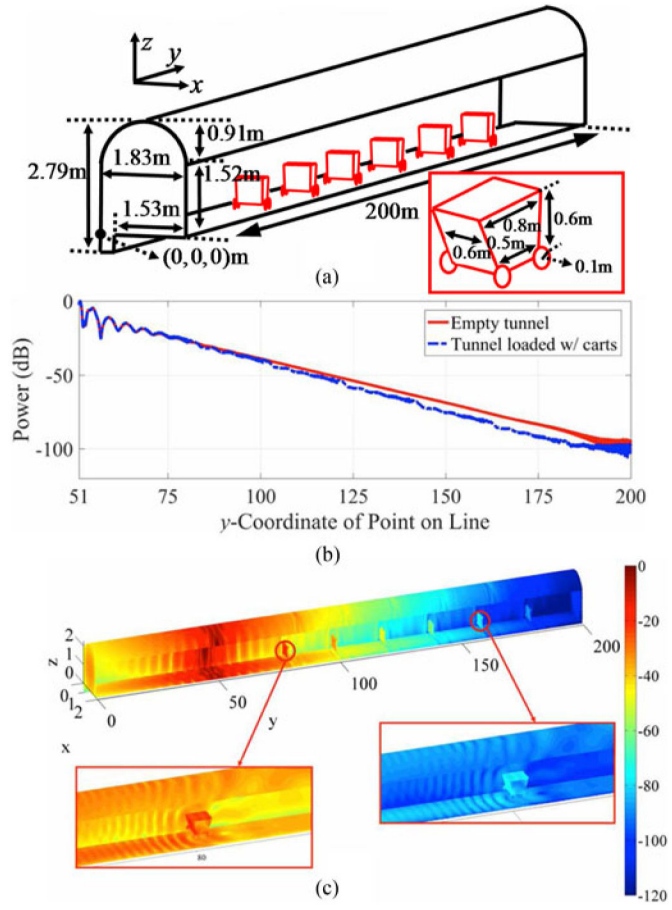 z
y
x
0.91m
2.79m
1.83m
1.52m
1.53m
200m
(0,0,0)m
0.8m
0.6m
0.6m
0.5m
0.1m
(a)
0
Empty tunnel
Tunnel loaded w/ carts
Power (dB)
-50
-100
51 75 100 125 150 175 200
y-Coordinate of Point on Line
(b)
0
-20
-40
-60
-80
-100
-120
z
2
1
0
0
1
2
x
0
50
y
100
150
200
80
(c)